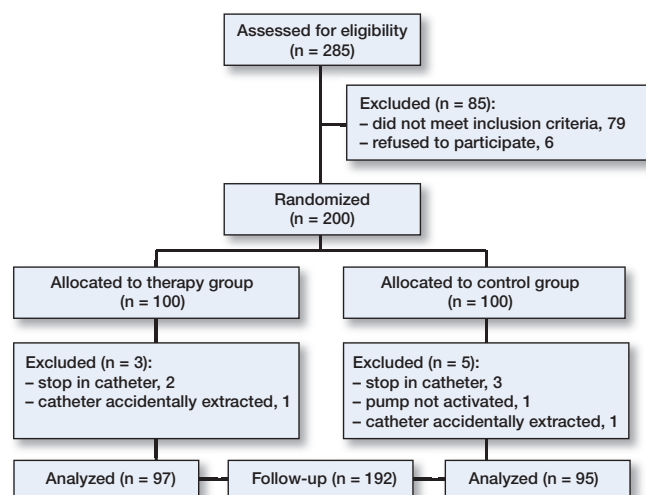 Assessed for eligibility
(n = 285)
Excluded (n = 85):
– did not meet inclusion criteria, 79
– refused to participate, 6
Randomized
(n = 200)
Allocated to therapy group
(n = 100)
Allocated to control group
(n = 100)
Excluded (n = 3):
– stop in catheter, 2
– catheter accidentally extracted, 1
Excluded (n = 5):
– stop in catheter, 3
– pump not activated, 1
– catheter accidentally extracted, 1
Analyzed (n = 97)
Follow-up (n = 192)
Analyzed (n = 95)